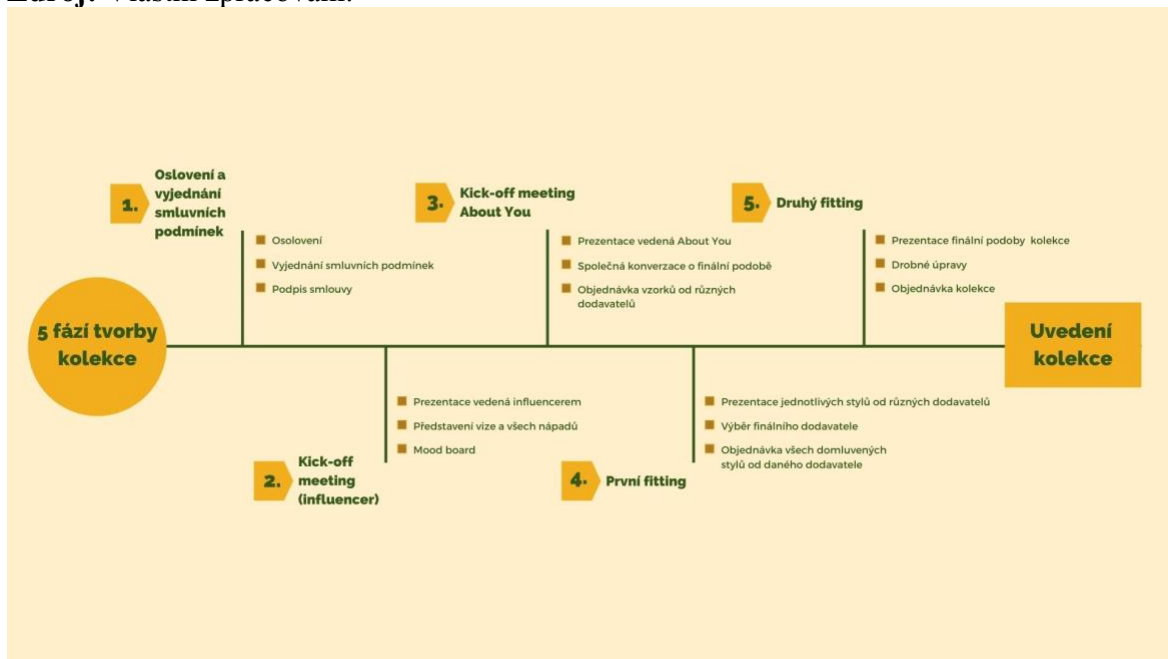 Zdroj: Vlastní zpracování.
5 fází tvorby
kolekce
1.
Oslovení a
vyjednání
smluvních
podmínek
Osolovení
Vyjednání smluvních podmínek
Podpis smlouvy
2.
Kick-off
meeting
(influencer)
Prezentace vedená influencerem
Představení vize a všech nápadů
Mood board
3.
Kick-off meeting
About You
Prezentace vedená About You
Společná konverzace o finální podobě
Objednávka vzorků od různých
dodavatelů
4.
První fitting
Prezentace jednotlivých stylů od různých dodavatelů
Výběr finálního dodavatele
Objednávka všech domluvených
stylů od daného dodavatele
5.
Druhý fitting
Prezentace finální podoby kolekce
Drobné úpravy
Objednávka kolekce
Uvedení
kolekce